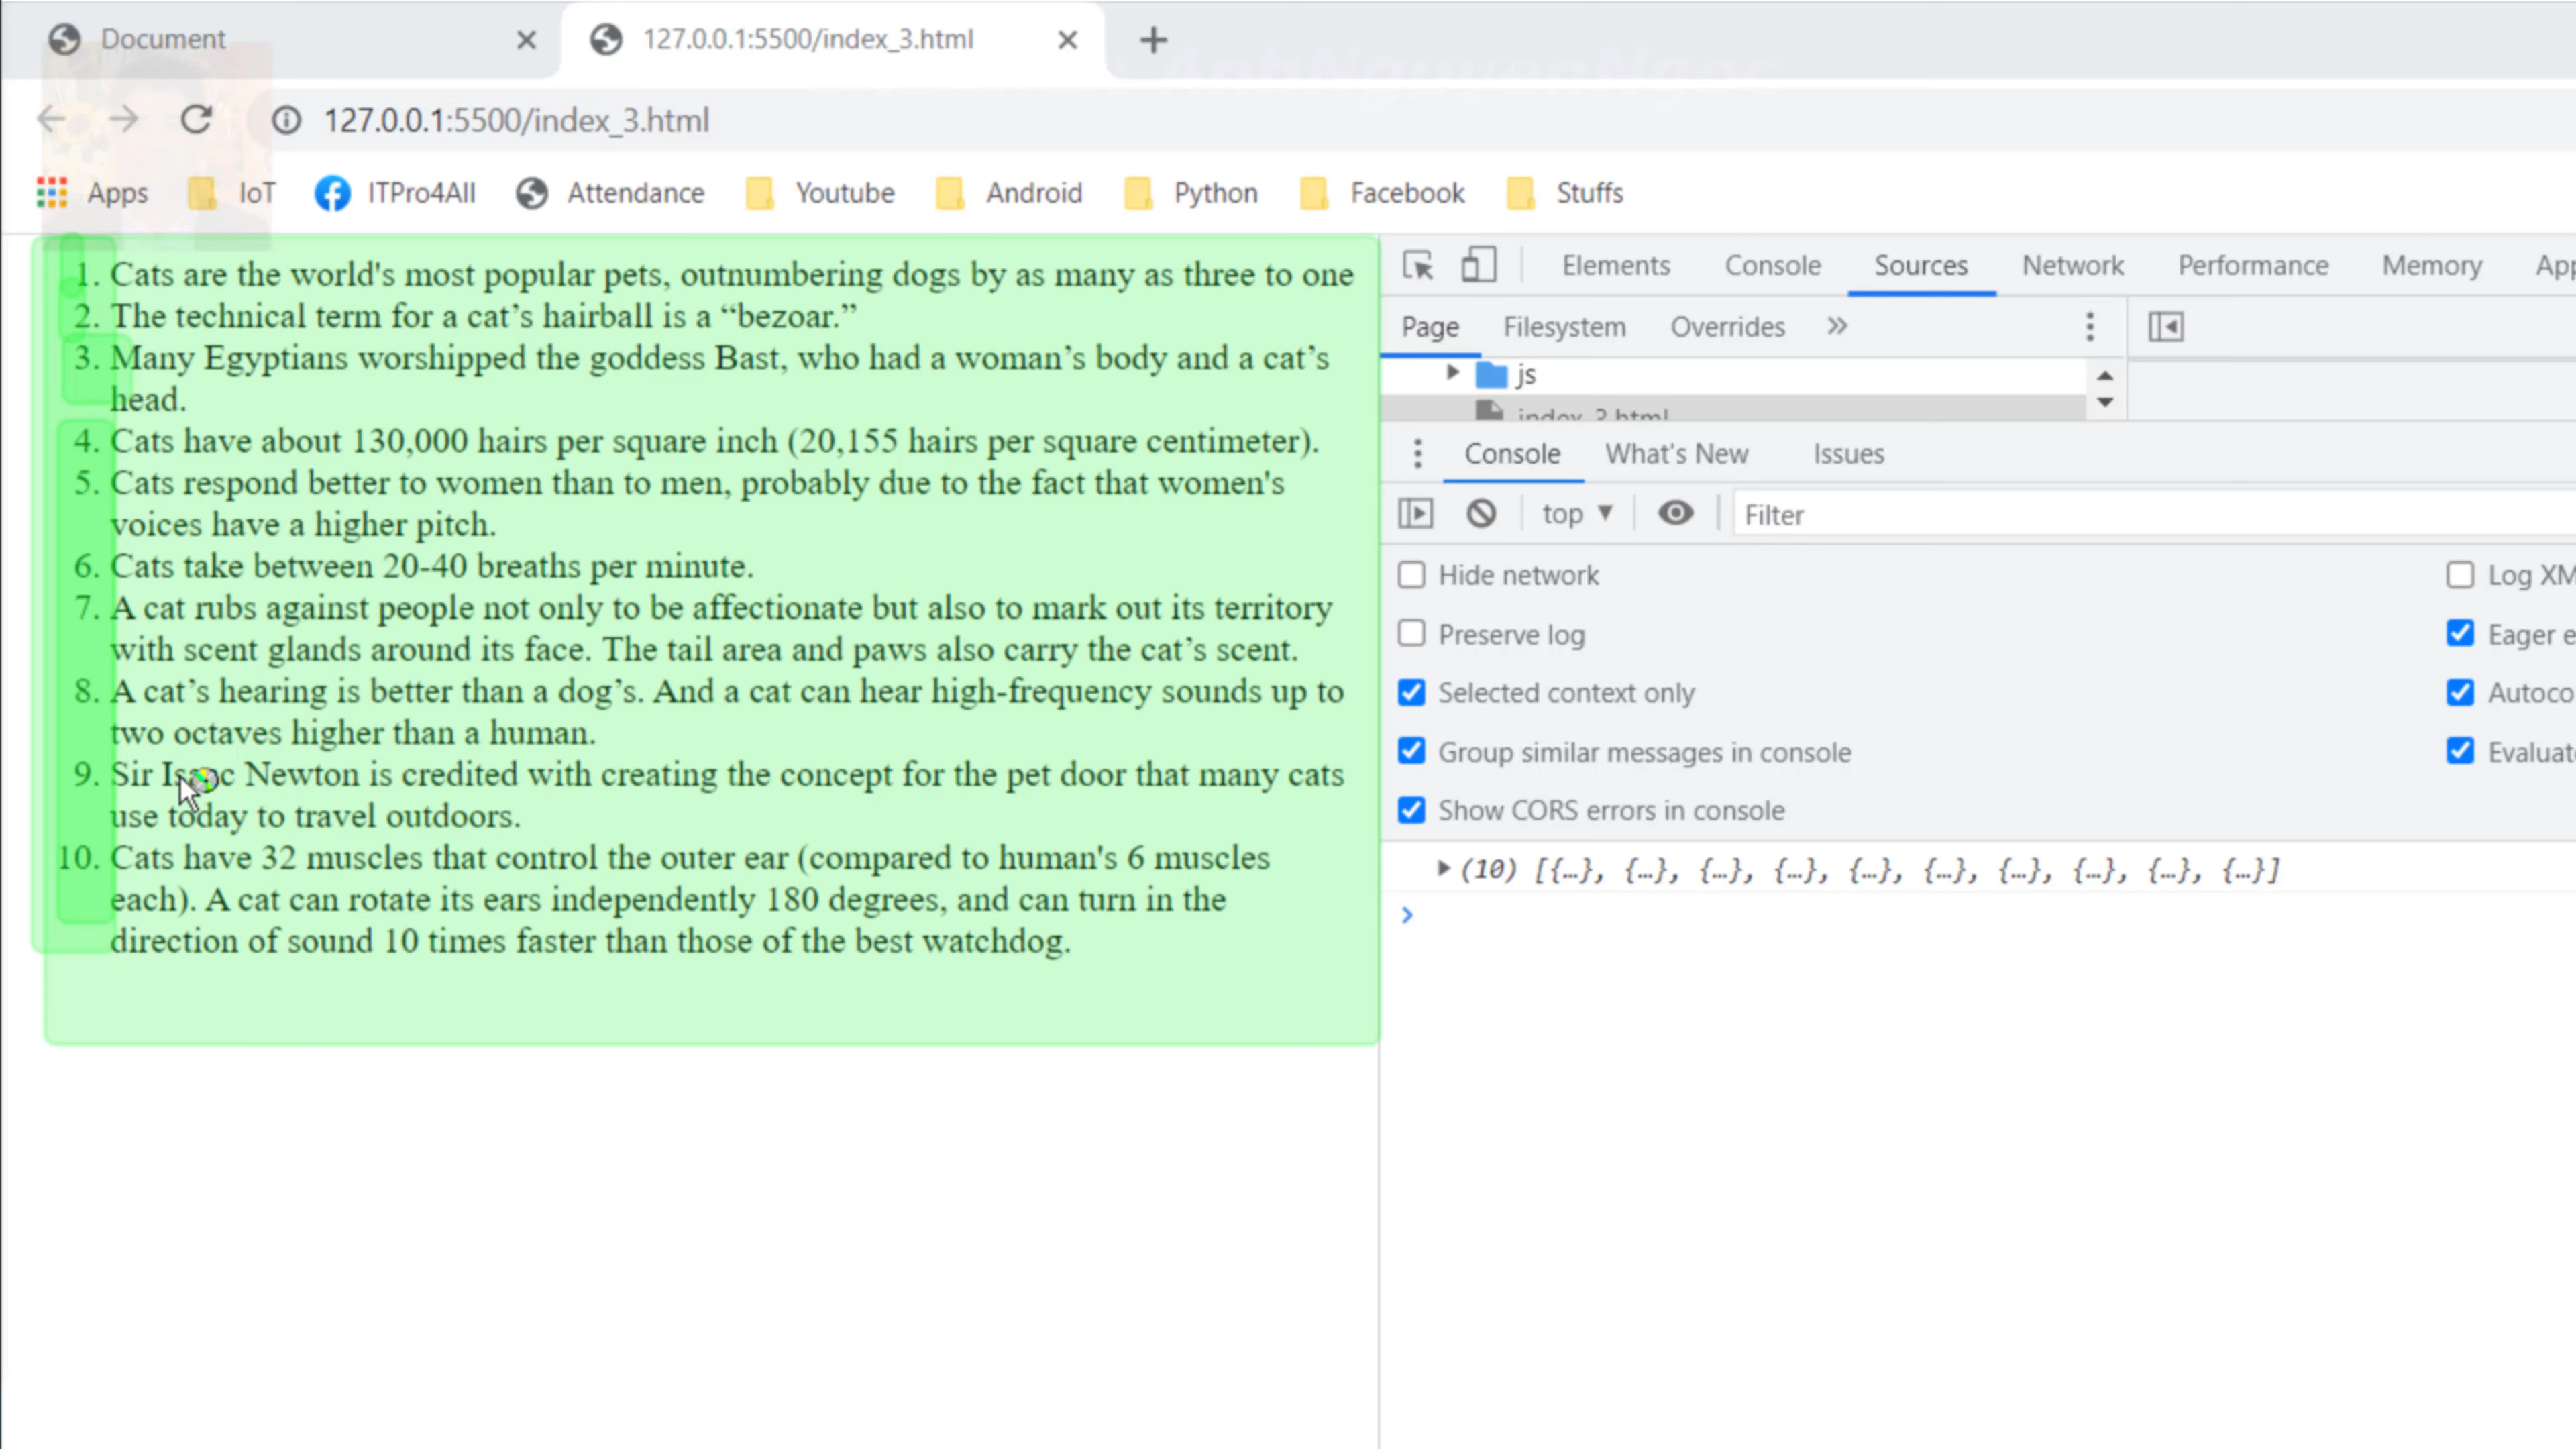 Document
127.0.0.1:5500/index_3.html
127.0.0.1:5500/index_3.html
Apps IoT ITPro4All Attendance Youtube Android Python Facebook Stuffs
1. Cats are the world's most popular pets, outnumbering dogs by as many as three to one
2. The technical term for a cat’s hairball is a “bezoar.”
3. Many Egyptians worshipped the goddess Bast, who had a woman’s body and a cat’s
head.
4. Cats have about 130,000 hairs per square inch (20,155 hairs per square centimeter).
5. Cats respond better to women than to men, probably due to the fact that women's
voices have a higher pitch.
6. Cats take between 20-40 breaths per minute.
7. A cat rubs against people not only to be affectionate but also to mark out its territory
with scent glands around its face. The tail area and paws also carry the cat’s scent.
8. A cat’s hearing is better than a dog’s. And a cat can hear high-frequency sounds up to
two octaves higher than a human.
9. Sir Isaac Newton is credited with creating the concept for the pet door that many cats
use today to travel outdoors.
10. Cats have 32 muscles that control the outer ear (compared to human's 6 muscles
each). A cat can rotate its ears independently 180 degrees, and can turn in the
direction of sound 10 times faster than those of the best watchdog.
Elements Console Sources Network Performance Memory App
Page Filesystem Overrides »
js
index_3.html
Console What's New Issues
top Filter
Hide network Log XM
Preserve log Eager e
Selected context only Autoco
Group similar messages in console Evaluat
Show CORS errors in console
(10) [{…}, {…}, {…}, {…}, {…}, {…}, {…}, {…}, {…}, {…}]